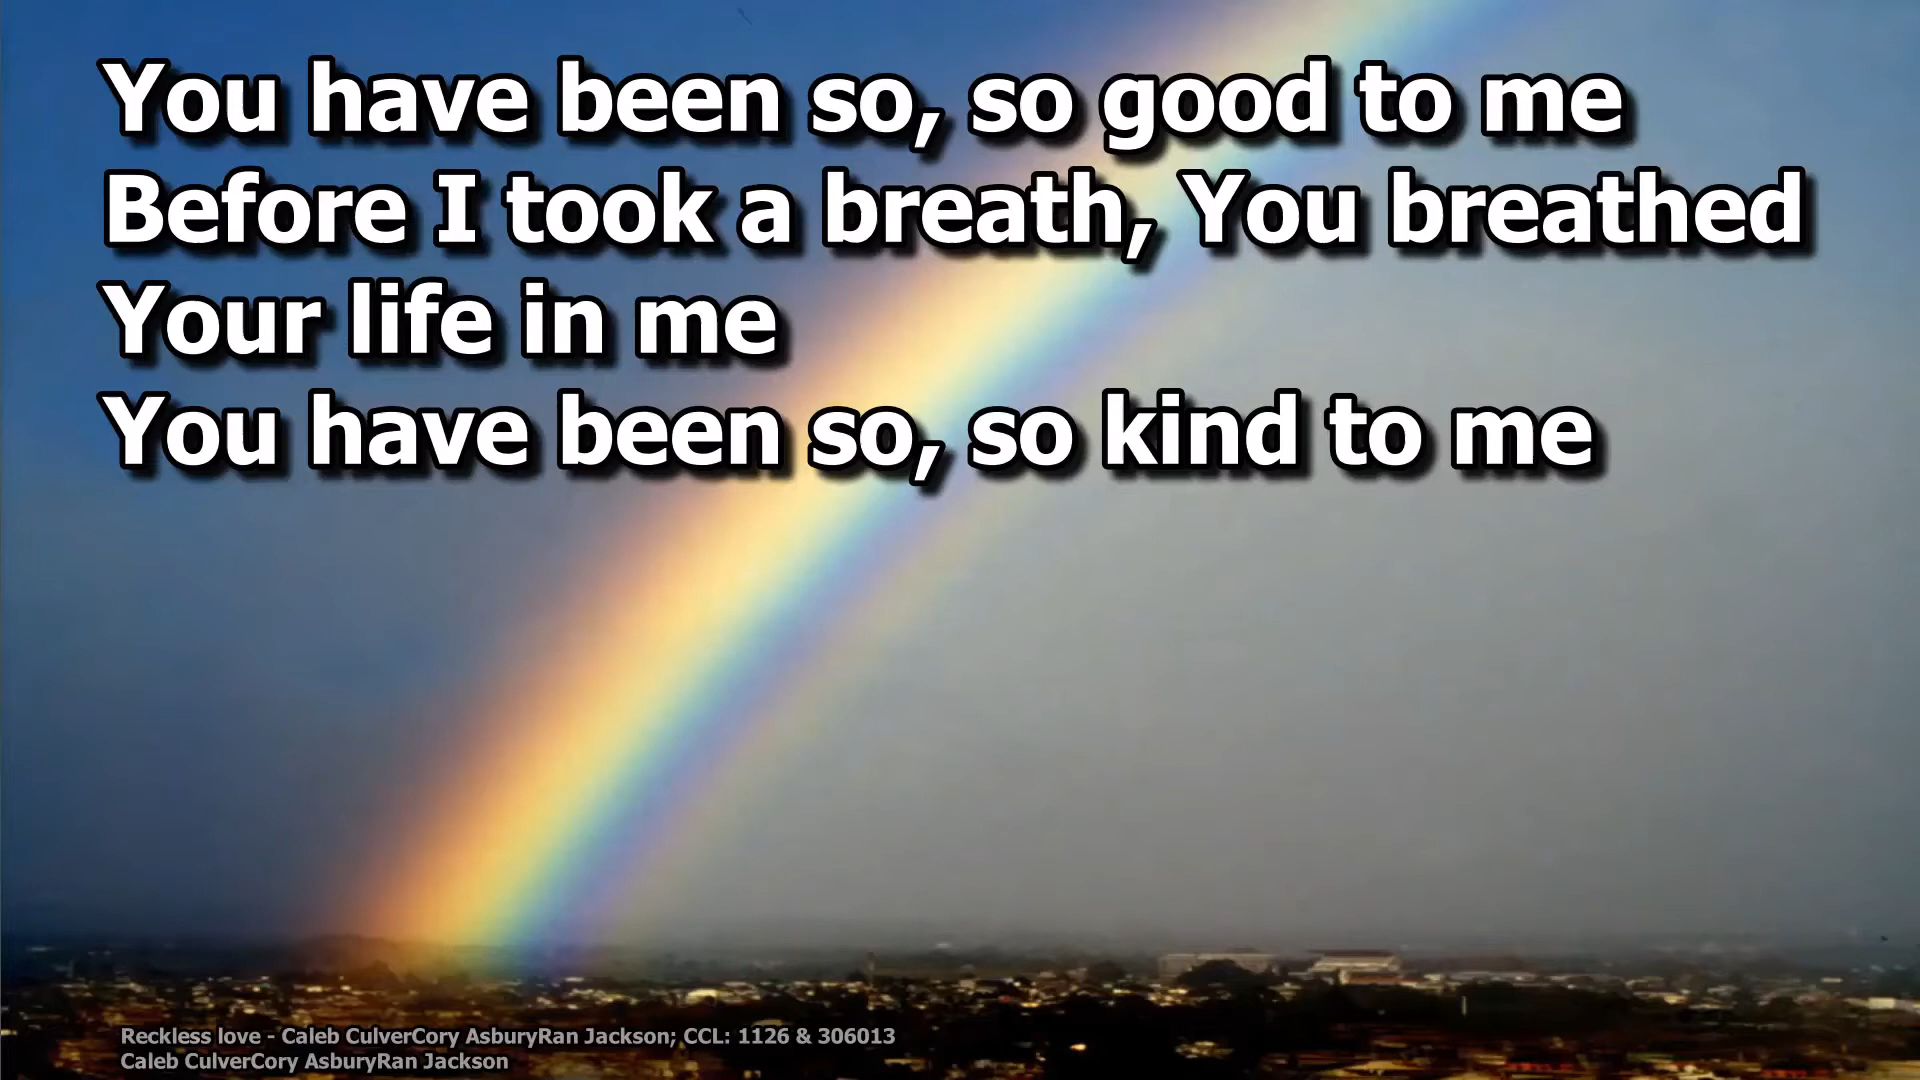 You have been so, so good to me
Before I took a breath, You breathed
Your life in me
You have been so, so kind to me
Reckless love - Caleb CulverCory AsburyRan Jackson; CCL: 1126 & 306013
Caleb CulverCory AsburyRan Jackson